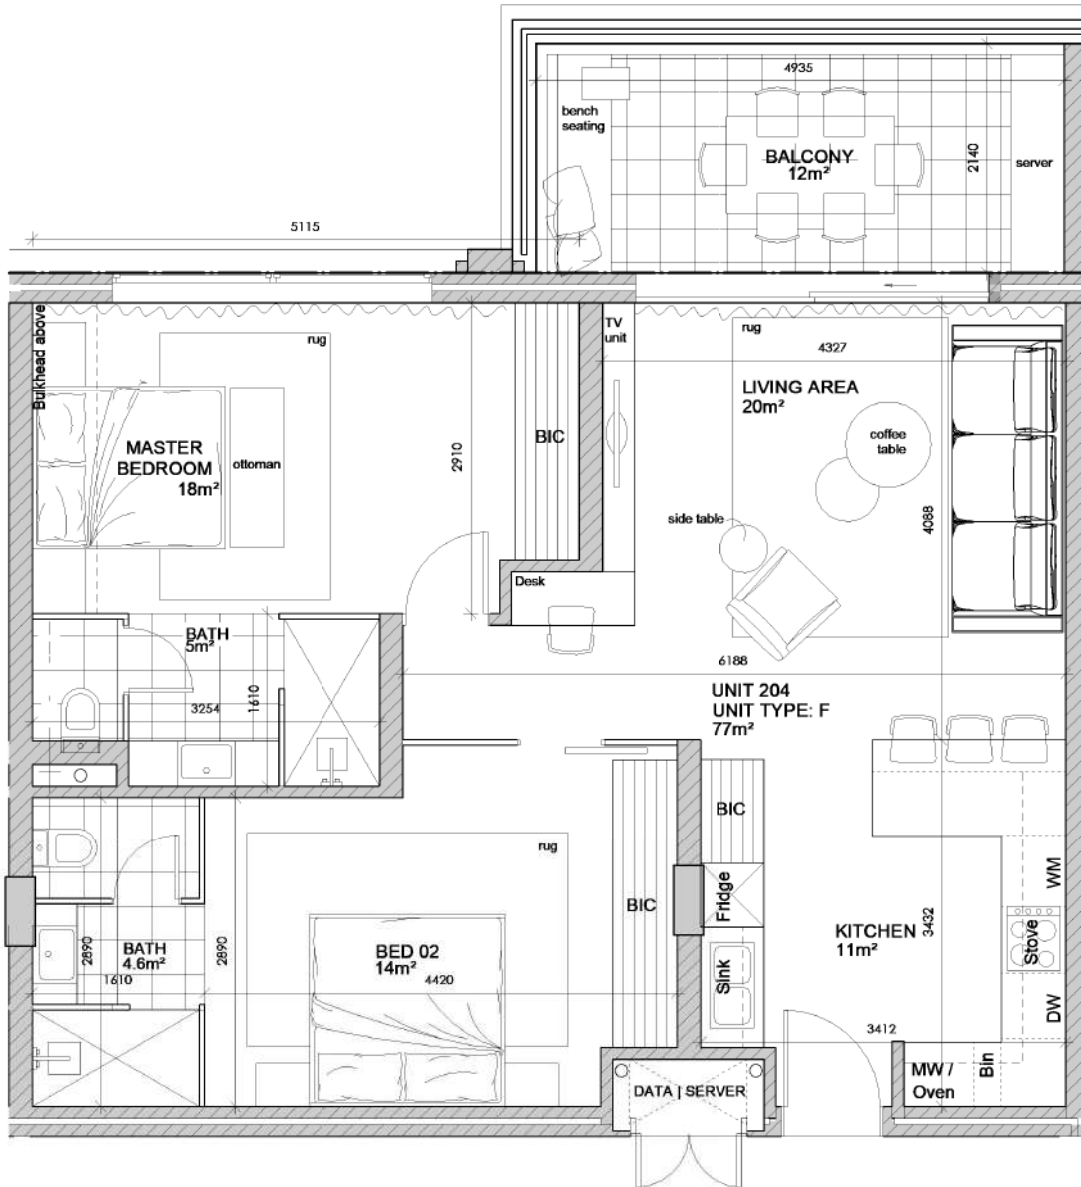 4935
bench
seating
BALCONY
12m²
2140
server
5115
Bulkhead above
rug
MASTER
BEDROOM
18m²
ottoman
2910
BIC
TV
unit
rug
4327
LIVING AREA
20m²
coffee
table
side table
4088
Desk
BATH
5m²
3254
1610
6188
UNIT 204
UNIT TYPE: F
77m²
BIC
Fridge
Sink
KITCHEN
11m²
3432
WM
Stove
DW
3412
MW /
Oven
Bin
rug
BIC
BED 02
14m²
4420
2890
BATH
4.6m²
1610
2890
DATA | SERVER